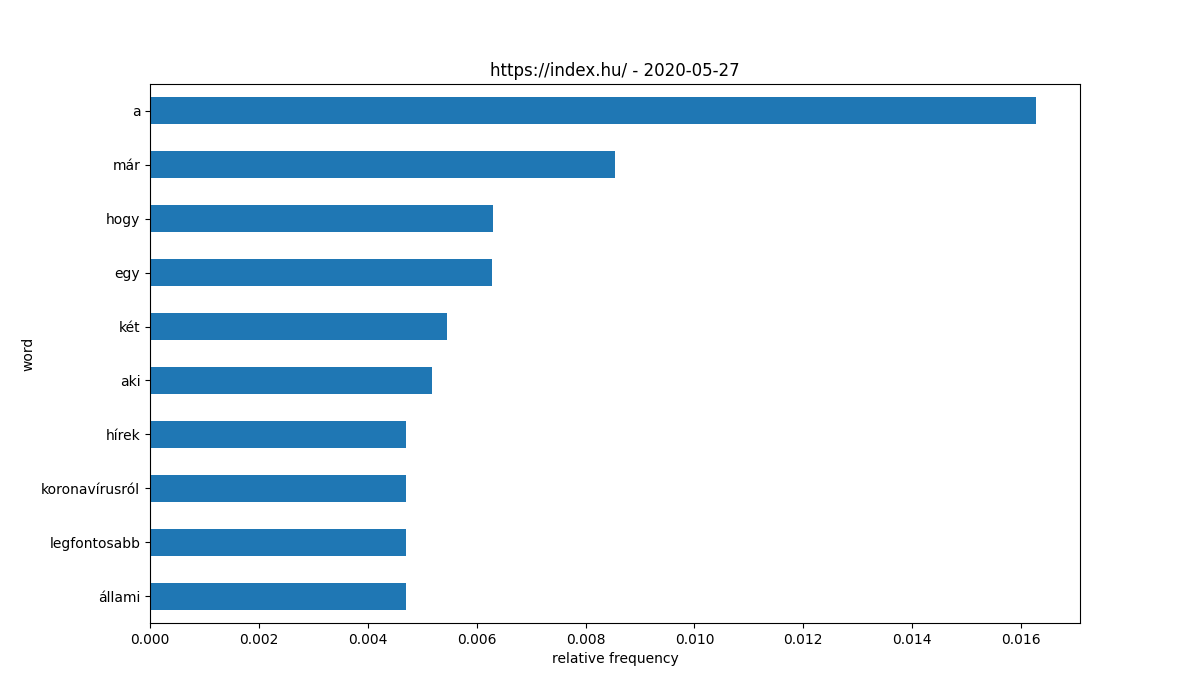 https://index.hu/ - 2020-05-27
a
már
hogy
egy
két
aki
hírek
koronavírusról
legfontosabb
állami
word
0.000 0.002 0.004 0.006 0.008 0.010 0.012 0.014 0.016
relative frequency